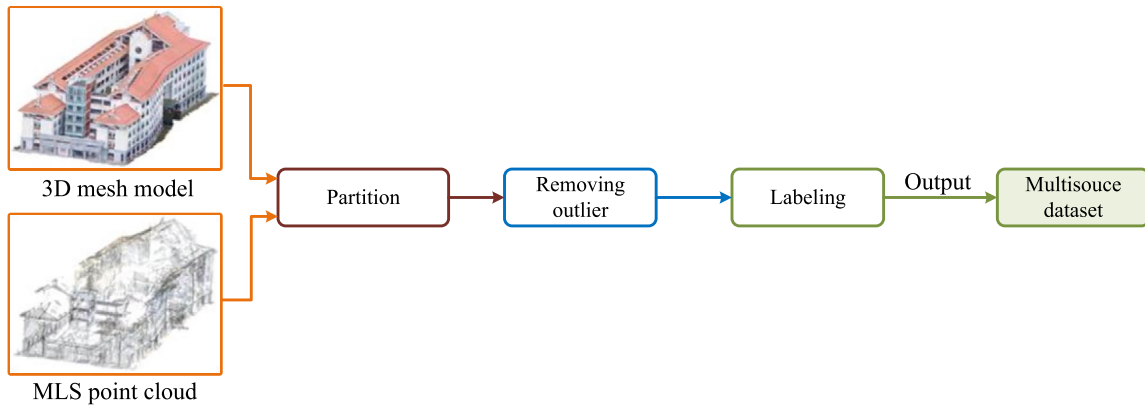 3D mesh model
MLS point cloud
Partition
Removing
outlier
Labeling
Output
Multisouce
dataset